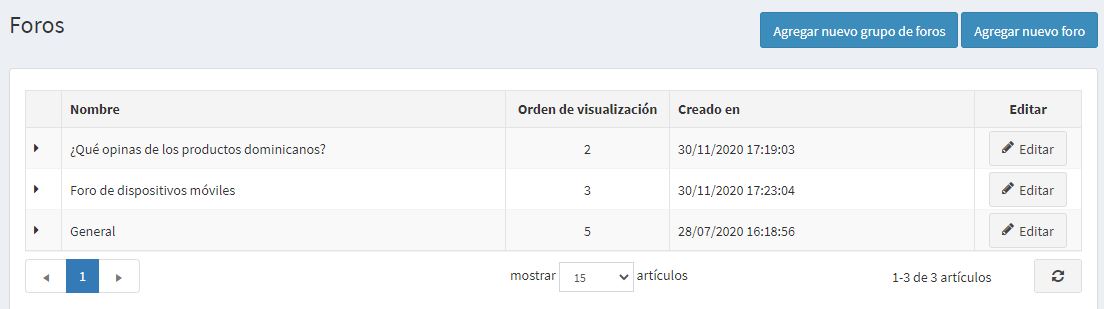 Foros
Agregar nuevo grupo de foros Agregar nuevo foro
Nombre Orden de visualización Creado en Editar
¿Qué opinas de los productos dominicanos? 2 30/11/2020 17:19:03 Editar
Foro de dispositivos móviles 3 30/11/2020 17:23:04 Editar
General 5 28/07/2020 16:18:56 Editar
1 mostrar 15 artículos 1-3 de 3 artículos